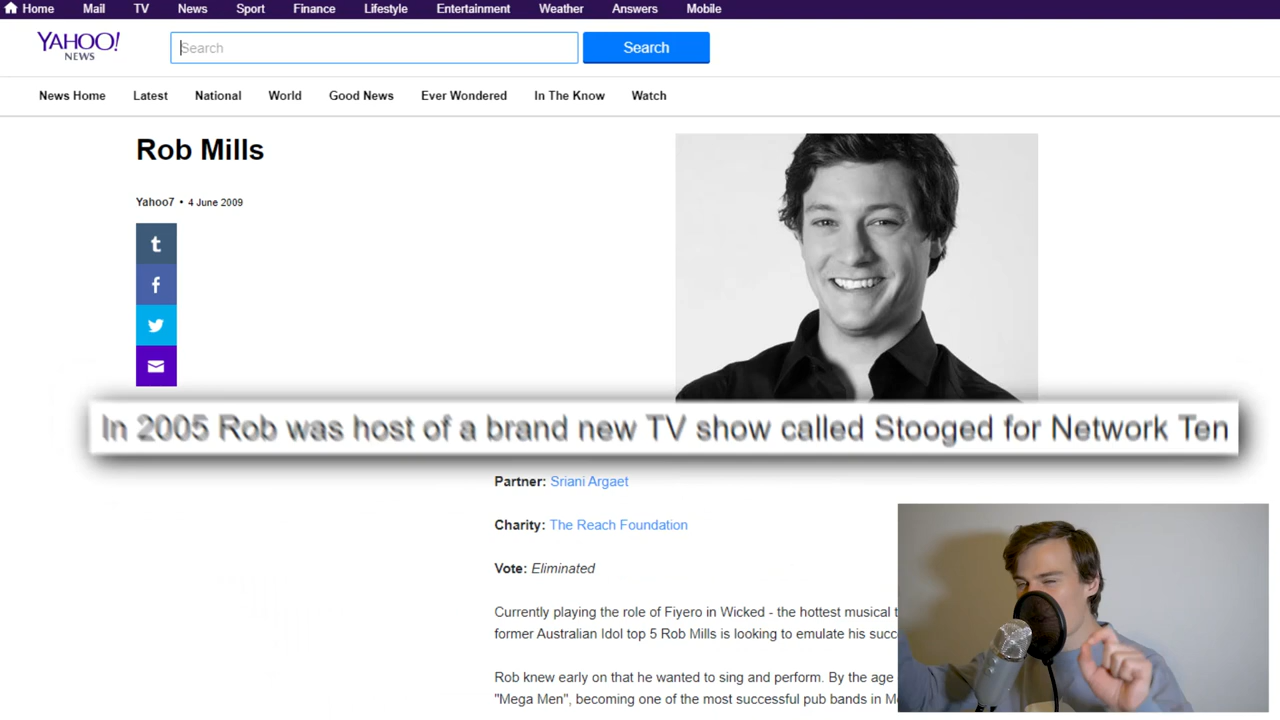 Home Mail TV News Sport Finance Lifestyle Entertainment Weather Answers Mobile
YAHOO!
NEWS
Search
Search
News Home Latest National World Good News Ever Wondered In The Know Watch
Rob Mills
Yahoo7 • 4 June 2009
t
f
In 2005 Rob was host of a brand new TV show called Stooged for Network Ten
Partner: Sriani Argaet
Charity: The Reach Foundation
Vote: Eliminated
Currently playing the role of Fiyero in Wicked - the hottest musical
former Australian Idol top 5 Rob Mills is looking to emulate his
Rob knew early on that he wanted to sing and perform. By the age
"Mega Men", becoming one of the most successful pub bands in